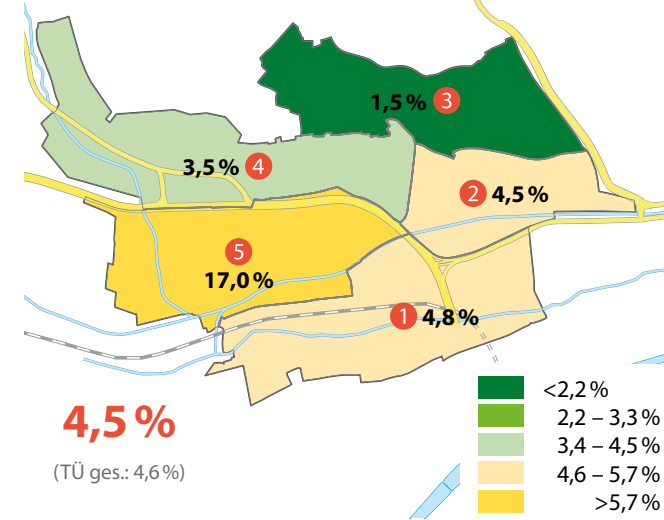 1,5 % 3
3,5 % 4
2 4,5 %
5
17,0 %
1 4,8 %
4,5 %
(TÜ ges.: 4,6 %)
<2,2 %
2,2 – 3,3 %
3,4 – 4,5 %
4,6 – 5,7 %
>5,7 %